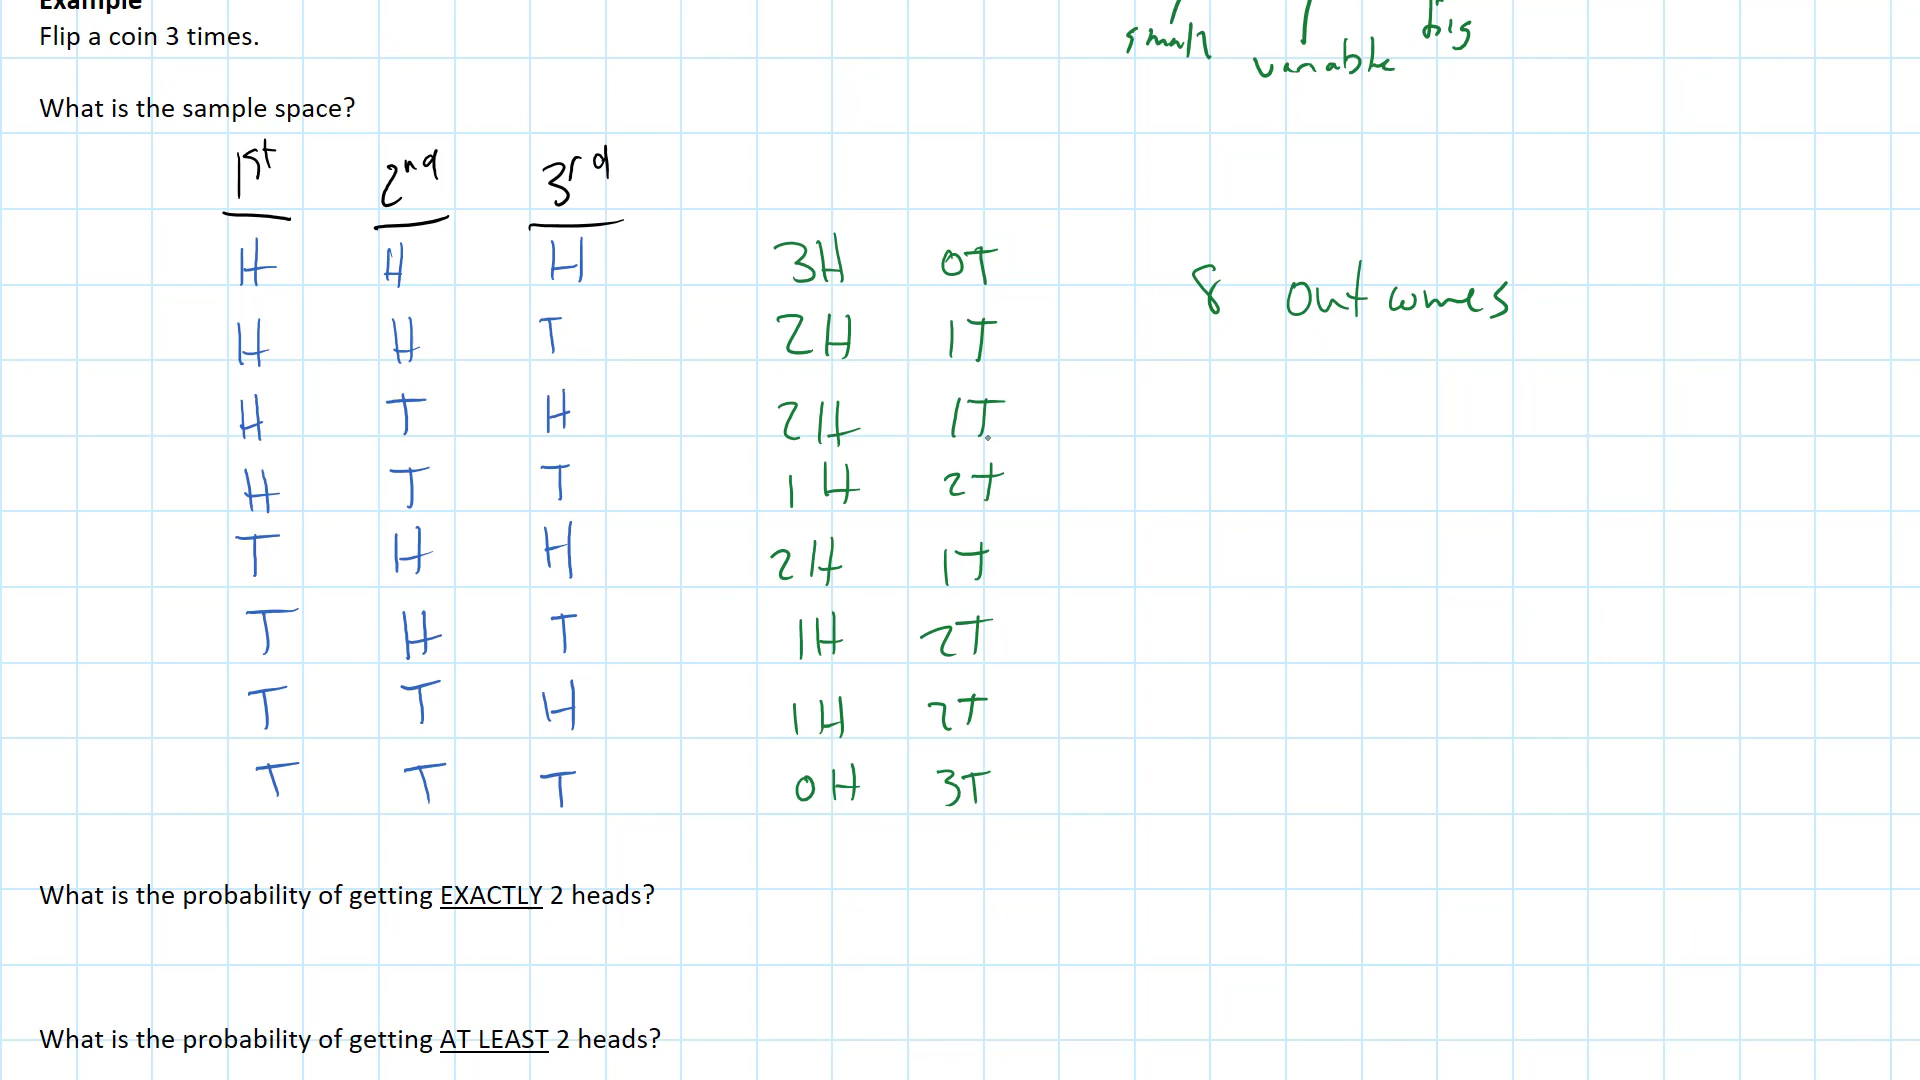 Example
Flip a coin 3 times.
small variable big
What is the sample space?
1st 2nd 3rd
H H H 3H 0T 8 outcomes
H H T 2H 1T
H T H 2H 1T
H T T 1H 2T
T H H 2H 1T
T H T 1H 2T
T T H 1H 2T
T T T 0H 3T
What is the probability of getting EXACTLY 2 heads?
What is the probability of getting AT LEAST 2 heads?